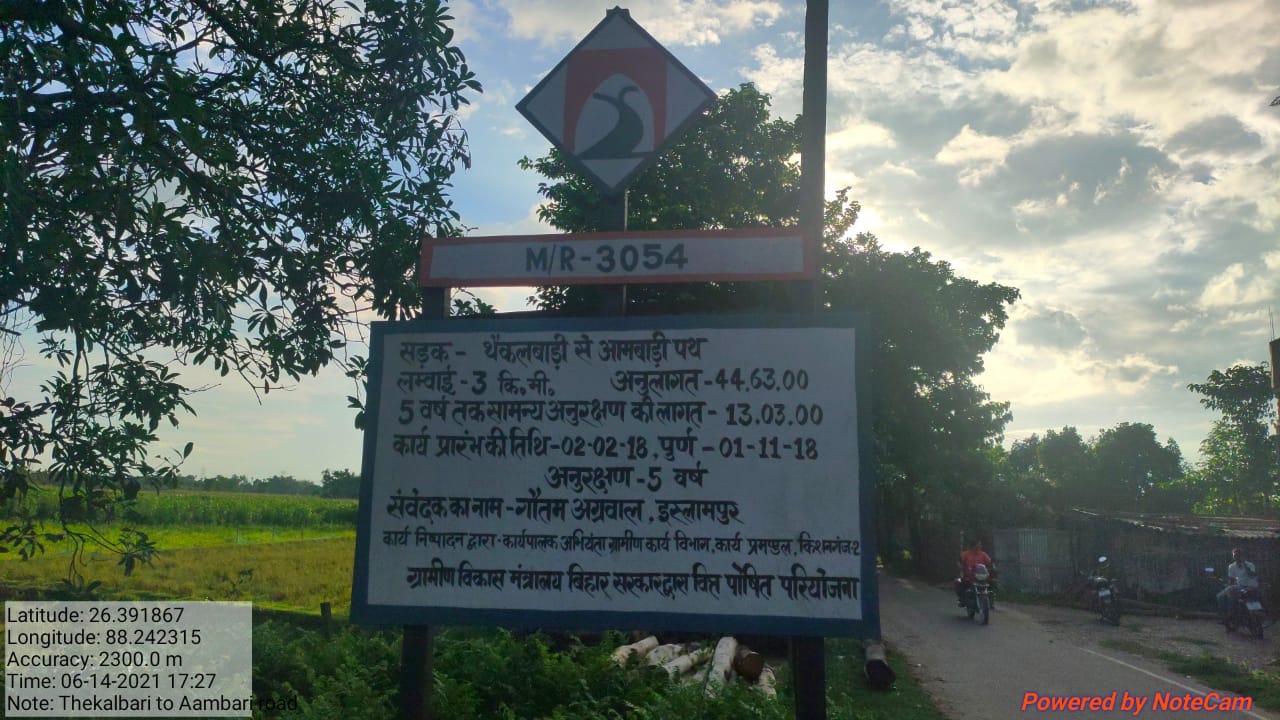 M/R-3054
सड़क - थेंकलबाड़ी से आमबाड़ी पथ
लम्वाई-3 कि.मी. अनुलागत-44.63.00
5 वर्ष तक सामन्य अनुरक्षण की लागत- 13.03.00
कार्य प्रारंभ की तिथि-02-02-18, पुर्ण - 01-11-18
अनुरक्षण-5 वर्ष
संवेदक का नाम - गौतम अग्रवाल, इस्लामपुर
कार्य निष्पादन द्वारा - कार्यपालक अभियंता ग्रामीण कार्य विभाग, कार्य प्रमण्डल, किशनगंज-2
ग्रामीण विकास मंत्रालय बिहार सरकार द्वारा वित्त पोषित परियोजना
Latitude: 26.391867
Longitude: 88.242315
Accuracy: 2300.0 m
Time: 06-14-2021 17:27
Note: Thekalbari to Aambari road
Powered by NoteCam